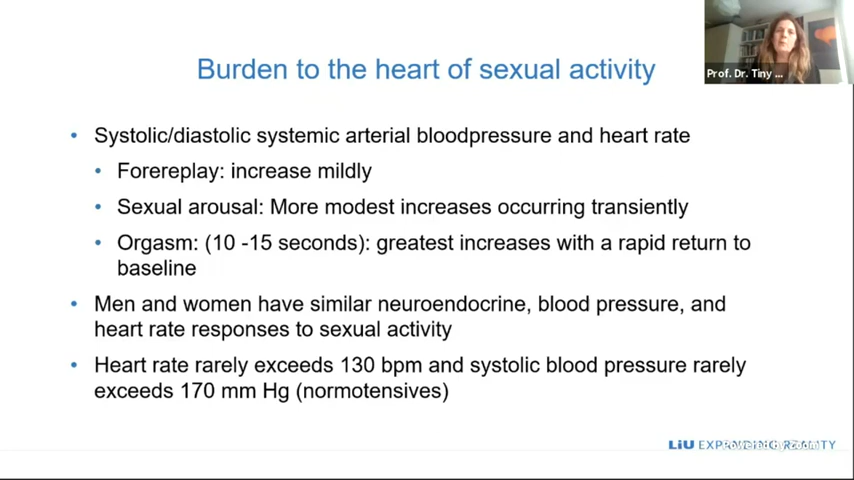 Prof. Dr. Tiny ...
Burden to the heart of sexual activity
• Systolic/diastolic systemic arterial bloodpressure and heart rate
• Forereplay: increase mildly
• Sexual arousal: More modest increases occurring transiently
• Orgasm: (10 -15 seconds): greatest increases with a rapid return to
baseline
• Men and women have similar neuroendocrine, blood pressure, and
heart rate responses to sexual activity
• Heart rate rarely exceeds 130 bpm and systolic blood pressure rarely
exceeds 170 mm Hg (normotensives)
LiU EXPANDING REALITY
Powered by Zoom